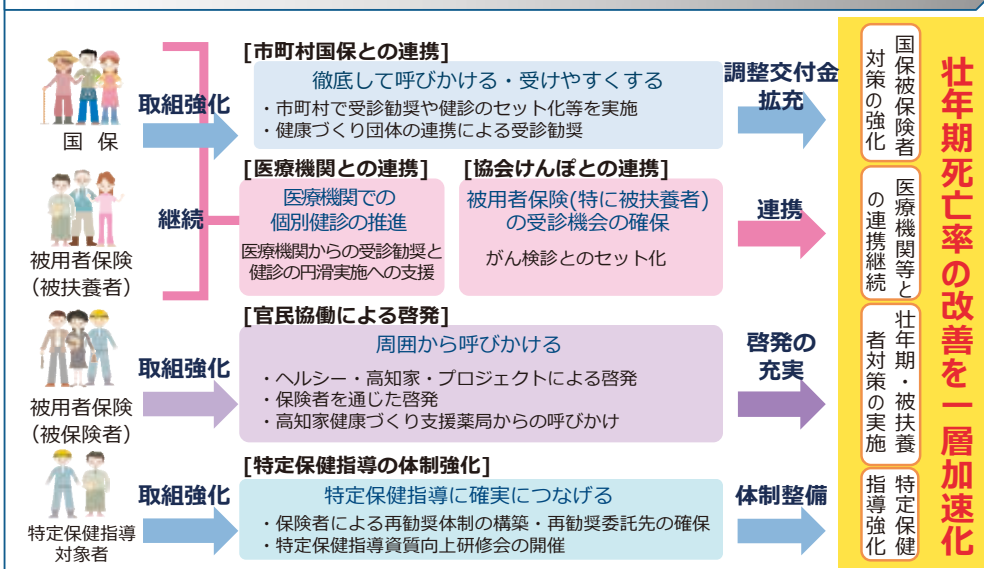 [市町村国保との連携]
国 保
取組強化
徹底して呼びかける・受けやすくする
・市町村で受診勧奨や健診のセット化等を実施
・健康づくり団体の連携による受診勧奨
調整交付金
拡充
国保被保険者
対策の強化
被用者保険
(被扶養者)
継続
[医療機関との連携]
医療機関での
個別健診の推進
医療機関からの受診勧奨と
健診の円滑実施への支援
[協会けんぽとの連携]
被用者保険(特に被扶養者)
の受診機会の確保
がん検診とのセット化
連携
医療機関等と
の連携継続
被用者保険
(被保険者)
取組強化
[官民協働による啓発]
周囲から呼びかける
・ヘルシー・高知家・プロジェクトによる啓発
・保険者を通じた啓発
・高知家健康づくり支援薬局からの呼びかけ
啓発の
充実
壮年期・被扶養
者対策の実施
特定保健指導
対象者
取組強化
[特定保健指導の体制強化]
特定保健指導に確実につなげる
・保険者による再勧奨体制の構築・再勧奨委託先の確保
・特定保健指導資質向上研修会の開催
体制整備
特定保健
指導強化
壮年期死亡率の改善を一層加速化